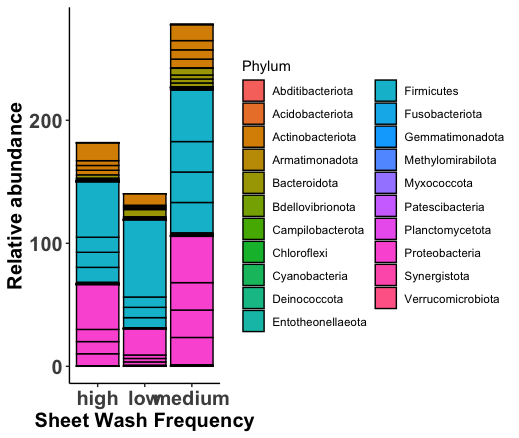 Relative abundance
200
100
0
high
low
medium
Sheet Wash Frequency
Phylum
Abditibacteriota
Acidobacteriota
Actinobacteriota
Armatimonadota
Bacteroidota
Bdellovibrionota
Campilobacterota
Chloroflexi
Cyanobacteria
Deinococcota
Entotheonellaeota
Firmicutes
Fusobacteriota
Gemmatimonadota
Methylomirabilota
Myxococcota
Patescibacteria
Planctomycetota
Proteobacteria
Synergistota
Verrucomicrobiota